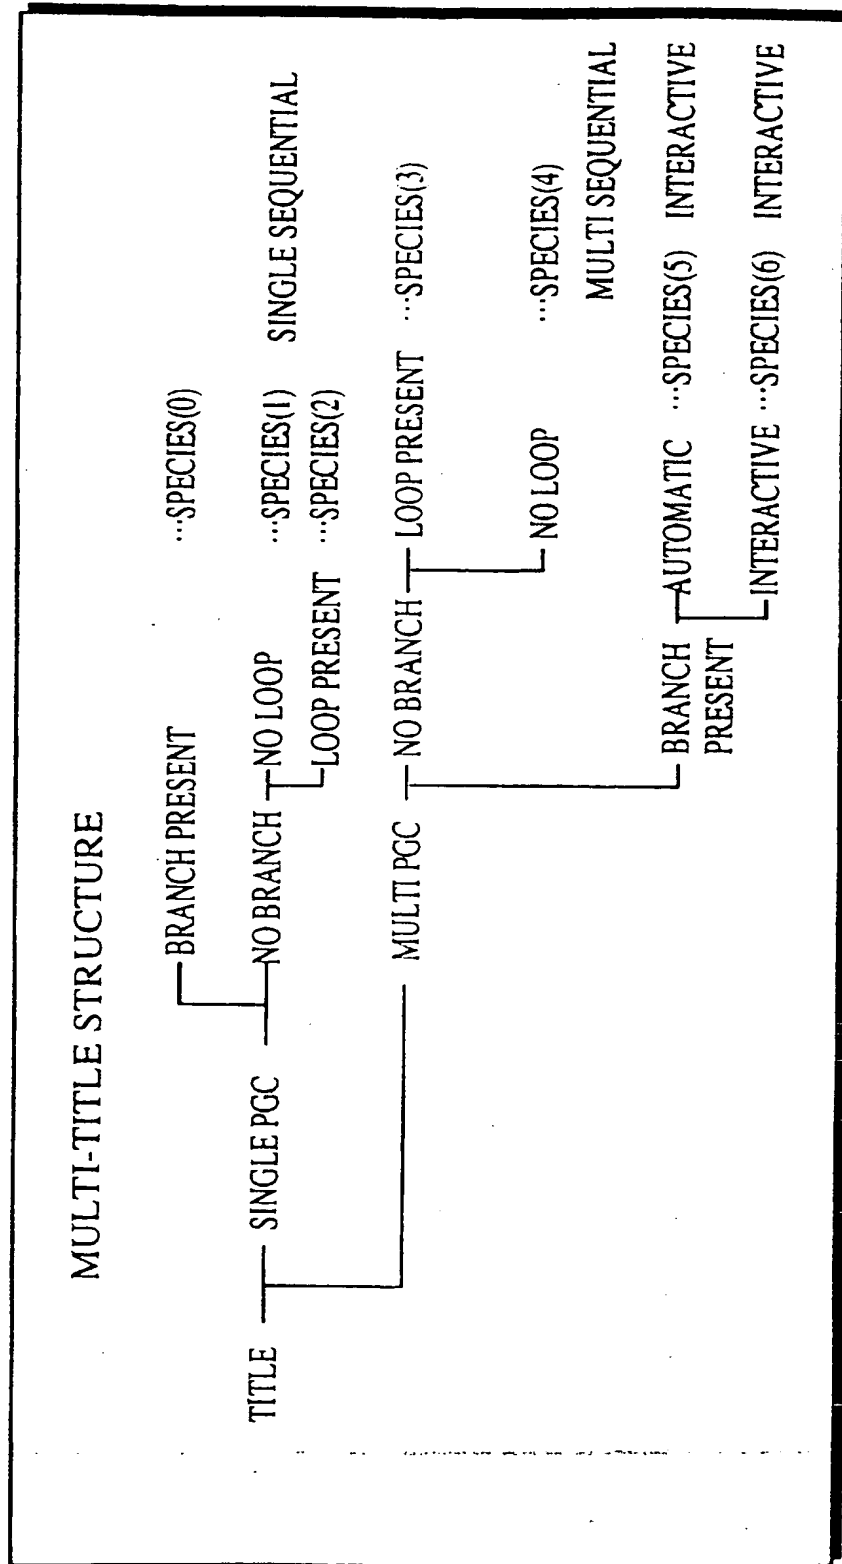 MULTI-TITLE STRUCTURE
BRANCH PRESENT ···SPECIES(0)
TITLE SINGLE PGC NO BRANCH NO LOOP ···SPECIES(1) SINGLE SEQUENTIAL
LOOP PRESENT ···SPECIES(2)
MULTI PGC NO BRANCH LOOP PRESENT ···SPECIES(3)
NO LOOP ···SPECIES(4)
MULTI SEQUENTIAL
BRANCH AUTOMATIC ···SPECIES(5) INTERACTIVE
PRESENT
INTERACTIVE ···SPECIES(6) INTERACTIVE